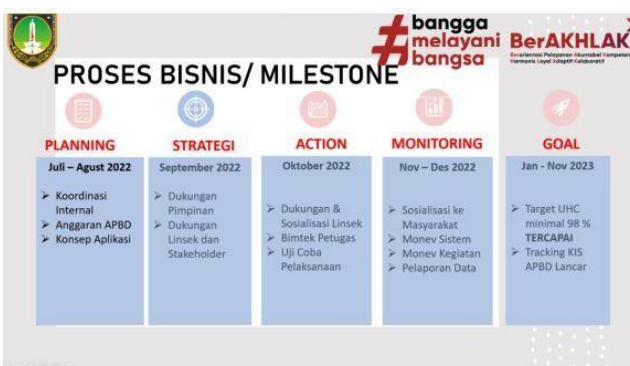 #bangga
melayani
bangsa
BerAKHLAK
Berorientasi Pelayanan Akuntabel Kompeten
Harmonis Loyal Adaptif Kolaboratif
PROSES BISNIS/ MILESTONE
PLANNING
Juli – Agust 2022
➢ Koordinasi
Internal
➢ Anggaran APBD
➢ Konsep Aplikasi
STRATEGI
September 2022
➢ Dukungan
Pimpinan
➢ Dukungan
Linsek dan
Stakeholder
ACTION
Oktober 2022
➢ Dukungan &
Sosialisasi Linsek
➢ Bimtek Petugas
➢ Uji Coba
Pelaksanaan
MONITORING
Nov – Des 2022
➢ Sosialisasi ke
Masyarakat
➢ Monev Sistem
➢ Monev Kegiatan
➢ Pelaporan Data
GOAL
Jan - Nov 2023
➢ Target UHC
minimal 98 %
TERCAPAI
➢ Tracking KIS
APBD Lancar